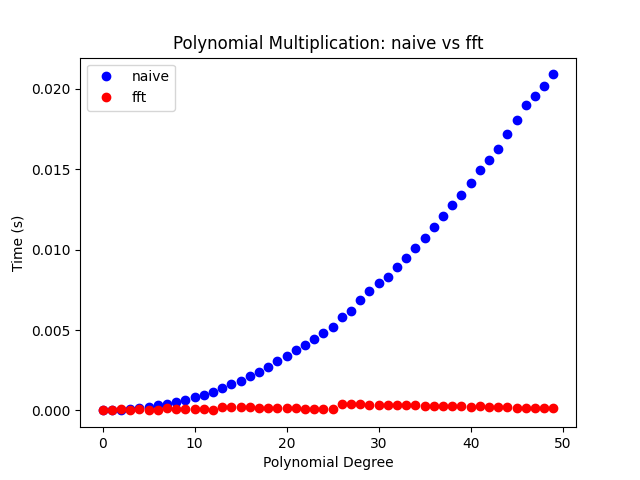 Polynomial Multiplication: naive vs fft
naive
fft
Time (s)
0.020
0.015
0.010
0.005
0.000
0 10 20 30 40 50
Polynomial Degree